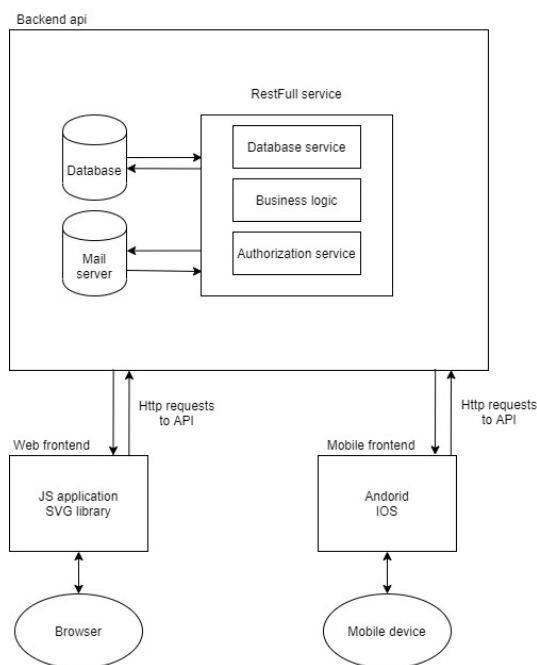 Backend api
RestFull service
Database service
Database
Business logic
Mail
server
Authorization service
Http requests
to API
Http requests
to API
Web frontend
Mobile frontend
JS application
SVG library
Andorid
IOS
Browser
Mobile device